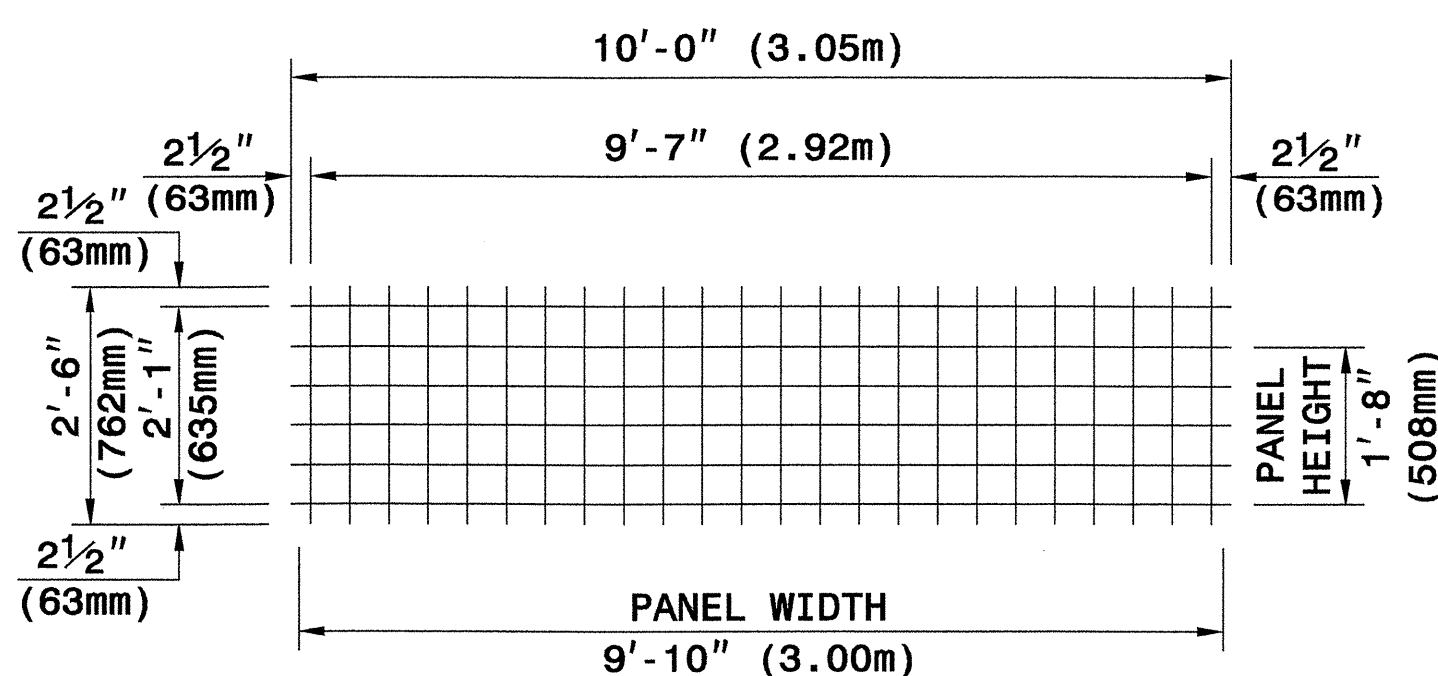 10'-0" (3.05m)
9'-7" (2.92m)
2½"
(63mm)
2½"
(63mm)
2½"
(63mm)
2'-6"
(762mm)
2'-1"
(635mm)
PANEL
HEIGHT
1'-8"
(508mm)
2½"
(63mm)
PANEL WIDTH
9'-10" (3.00m)